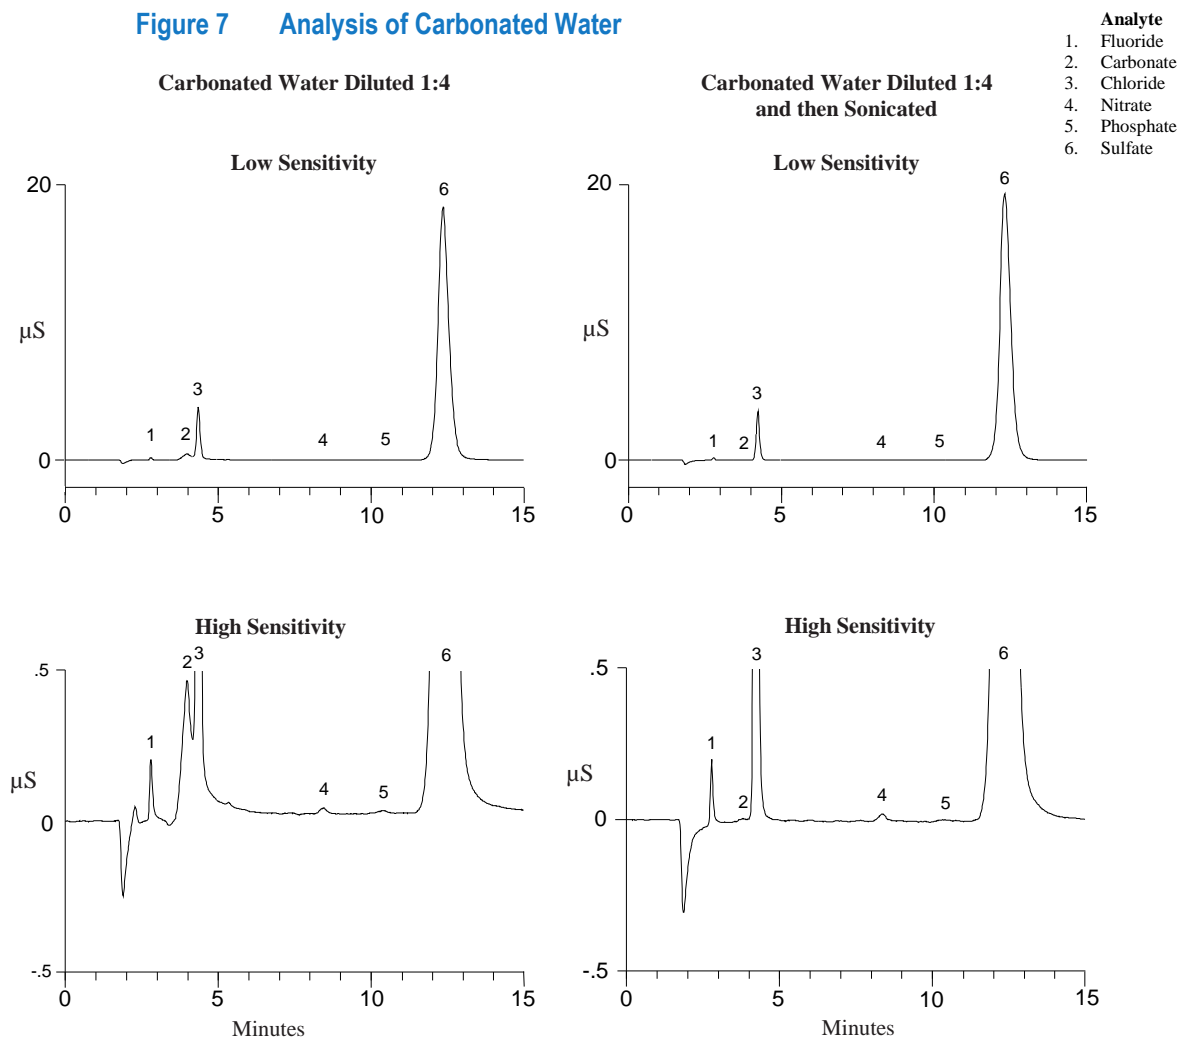 Figure 7 Analysis of Carbonated Water
Analyte
1. Fluoride
2. Carbonate
3. Chloride
4. Nitrate
5. Phosphate
6. Sulfate
Carbonated Water Diluted 1:4
Low Sensitivity
20
µS
0
1
2
3
4
5
6
0 5 10 15
Carbonated Water Diluted 1:4
and then Sonicated
Low Sensitivity
20
µS
0
1
2
3
4
5
6
0 5 10 15
High Sensitivity
.5
µS
0
-.5
1
2
3
4
5
6
0 5 10 15
Minutes
High Sensitivity
.5
µS
0
-.5
1
2
3
4
5
6
0 5 10 15
Minutes